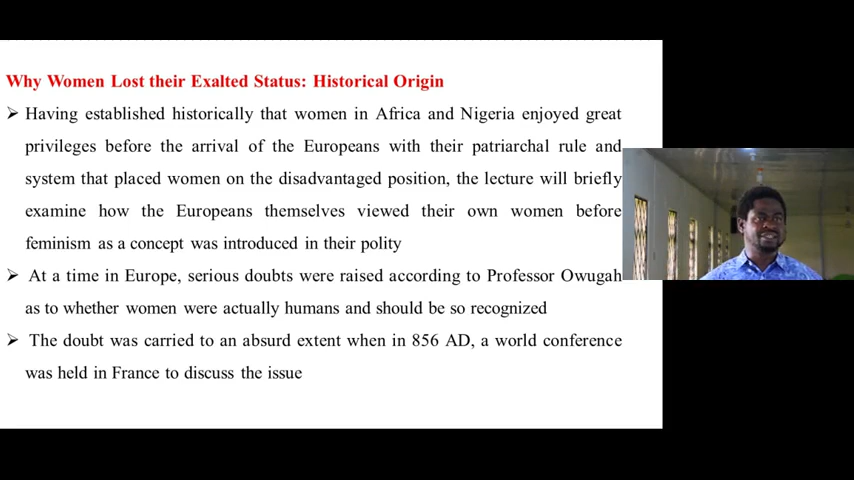 Why Women Lost their Exalted Status: Historical Origin
➢ Having established historically that women in Africa and Nigeria enjoyed great
privileges before the arrival of the Europeans with their patriarchal rule and
system that placed women on the disadvantaged position, the lecture will briefly
examine how the Europeans themselves viewed their own women before
feminism as a concept was introduced in their polity
➢ At a time in Europe, serious doubts were raised according to Professor Owugah
as to whether women were actually humans and should be so recognized
➢ The doubt was carried to an absurd extent when in 856 AD, a world conference
was held in France to discuss the issue